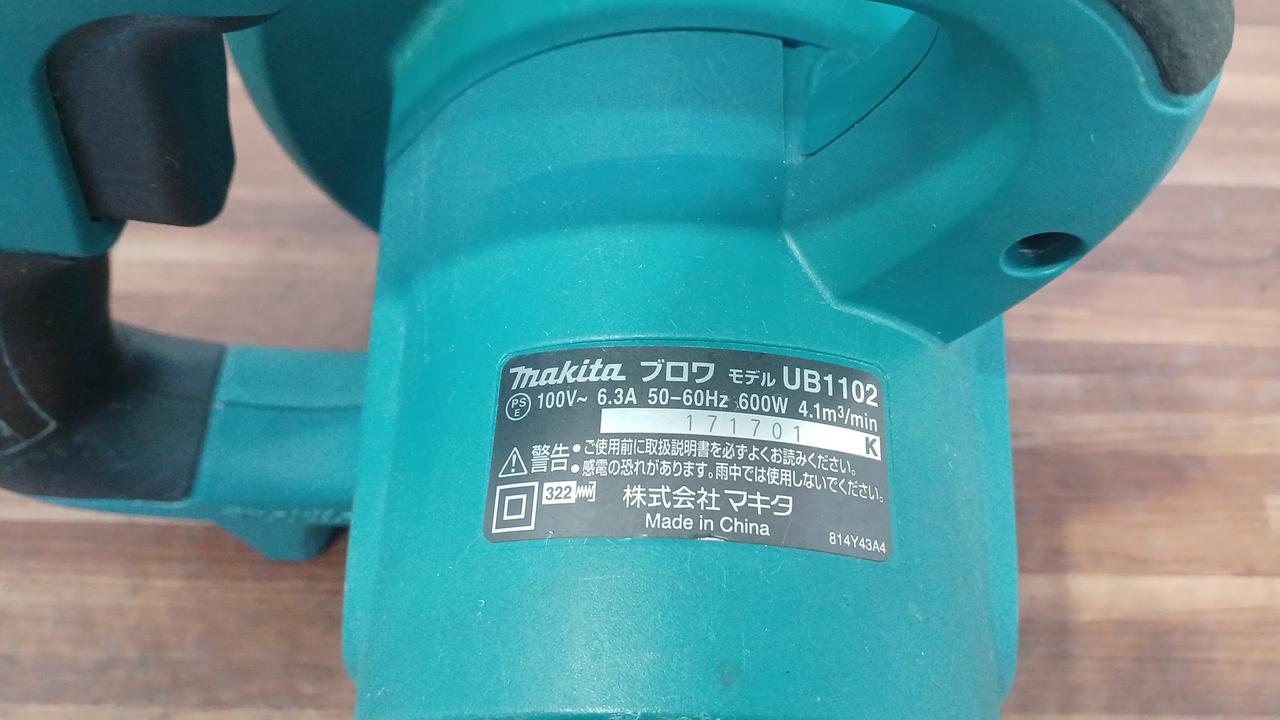 makita ブロワ モデル UB1102
PS E 100V~ 6.3A 50-60Hz 600W 4.1m³/min
171701 K
警告 • ご使用前に取扱説明書を必ずよくお読みください。
• 感電の恐れがあります。雨中では使用しないでください。
322 株式会社 マキタ
Made in China
814Y43A4